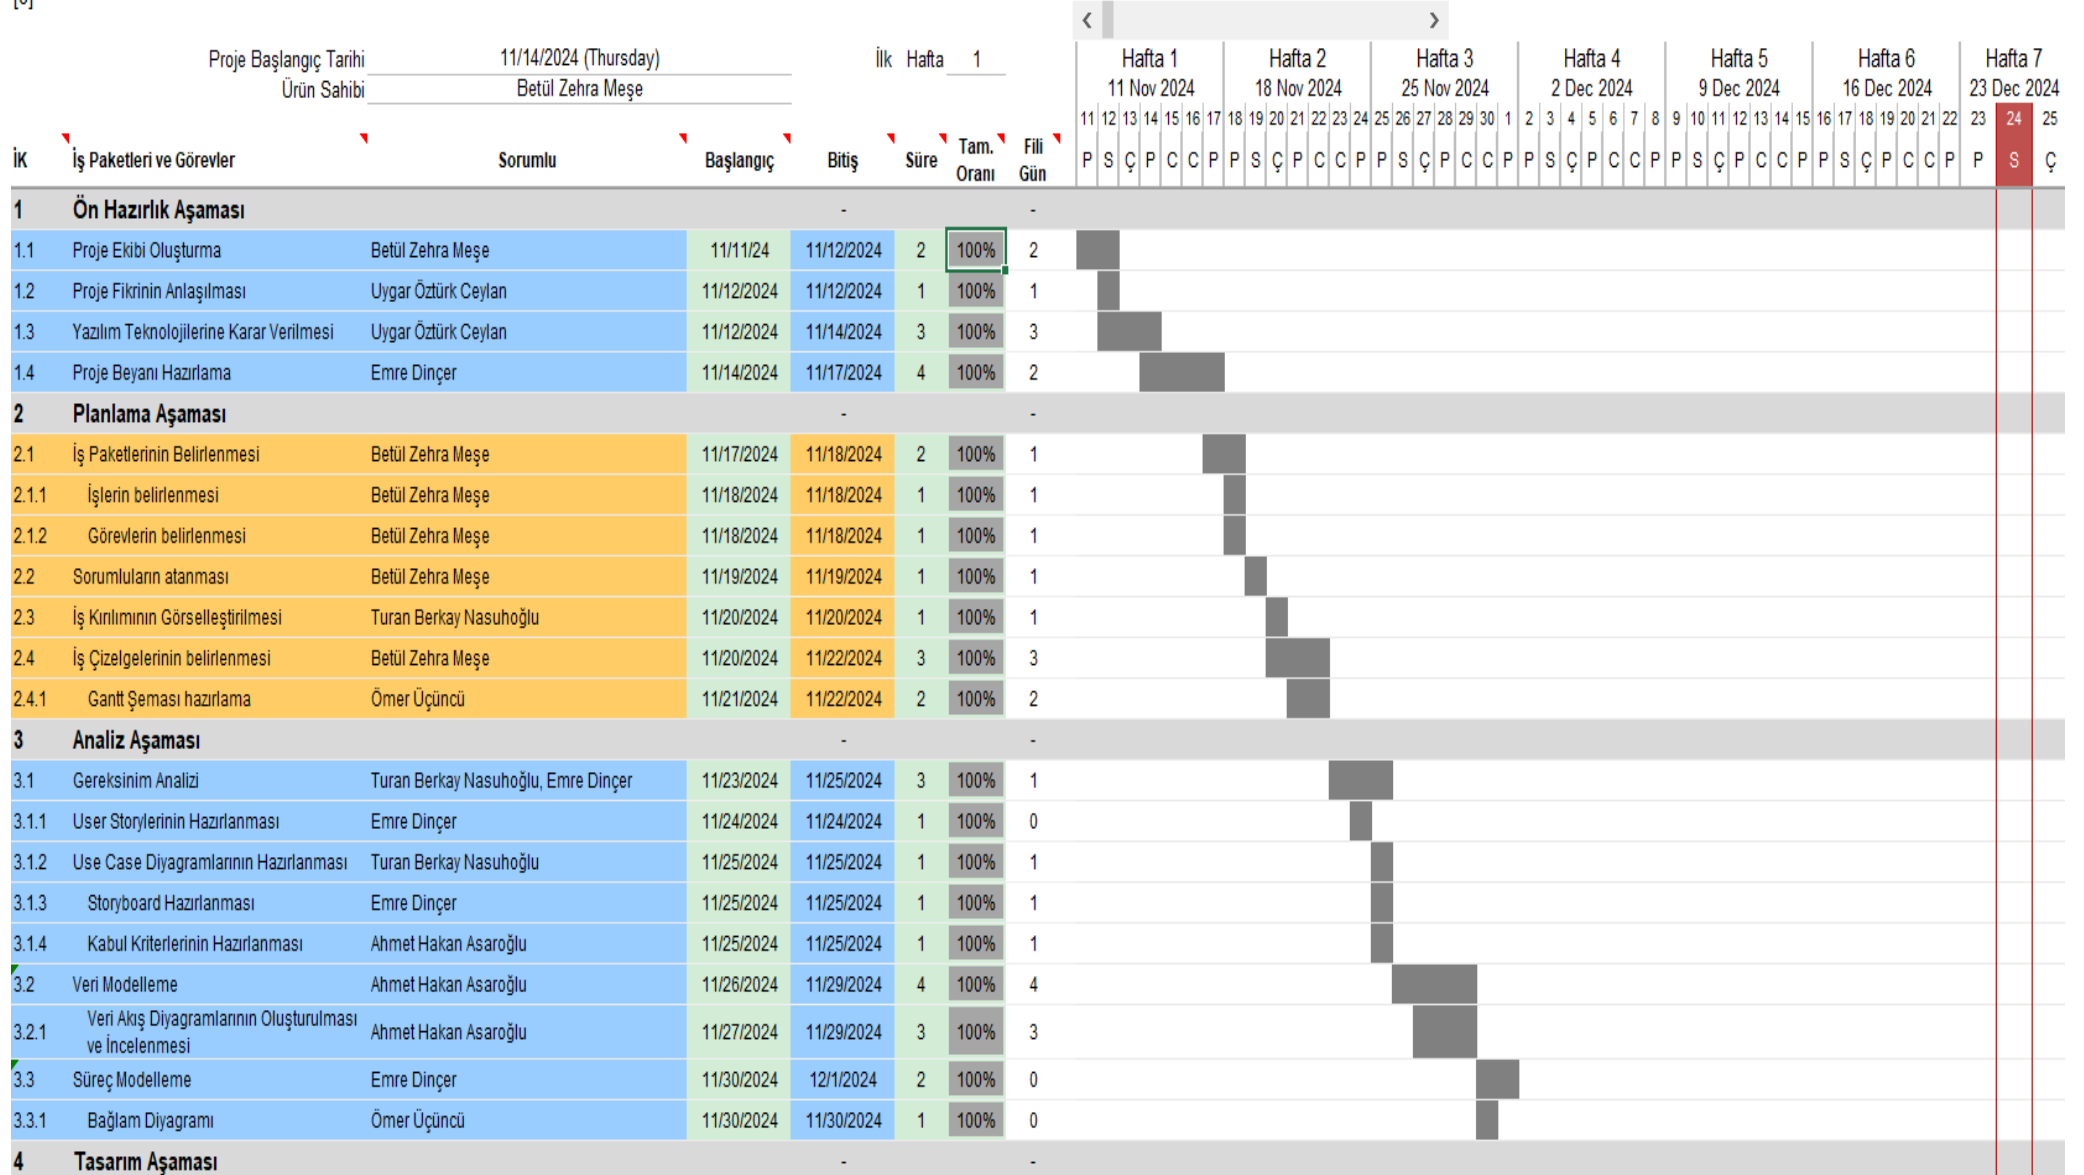 Proje Başlangıç Tarihi 11/14/2024 (Thursday) İlk Hafta 1
Ürün Sahibi Betül Zehra Meşe
Hafta 1 Hafta 2 Hafta 3 Hafta 4 Hafta 5 Hafta 6 Hafta 7
11 Nov 2024 18 Nov 2024 25 Nov 2024 2 Dec 2024 9 Dec 2024 16 Dec 2024 23 Dec 2024
11 12 13 14 15 16 17 18 19 20 21 22 23 24 25 26 27 28 29 30 1 2 3 4 5 6 7 8 9 10 11 12 13 14 15 16 17 18 19 20 21 22 23 24 25
İK İş Paketleri ve Görevler Sorumlu Başlangıç Bitiş Süre Tam. Oranı Fili Gün
P S Ç P C C P P S Ç P C C P P S Ç P C C P P S Ç P C C P P S Ç P C C P P S Ç P C C P P S Ç
1 Ön Hazırlık Aşaması - -
1.1 Proje Ekibi Oluşturma Betül Zehra Meşe 11/11/24 11/12/2024 2 100% 2
1.2 Proje Fikrinin Anlaşılması Uygar Öztürk Ceylan 11/12/2024 11/12/2024 1 100% 1
1.3 Yazılım Teknolojilerine Karar Verilmesi Uygar Öztürk Ceylan 11/12/2024 11/14/2024 3 100% 3
1.4 Proje Beyanı Hazırlama Emre Dinçer 11/14/2024 11/17/2024 4 100% 2
2 Planlama Aşaması - -
2.1 İş Paketlerinin Belirlenmesi Betül Zehra Meşe 11/17/2024 11/18/2024 2 100% 1
2.1.1 İşlerin belirlenmesi Betül Zehra Meşe 11/18/2024 11/18/2024 1 100% 1
2.1.2 Görevlerin belirlenmesi Betül Zehra Meşe 11/18/2024 11/18/2024 1 100% 1
2.2 Sorumluların atanması Betül Zehra Meşe 11/19/2024 11/19/2024 1 100% 1
2.3 İş Kırılımının Görselleştirilmesi Turan Berkay Nasuhoğlu 11/20/2024 11/20/2024 1 100% 1
2.4 İş Çizelgelerinin belirlenmesi Betül Zehra Meşe 11/20/2024 11/22/2024 3 100% 3
2.4.1 Gantt Şeması hazırlama Ömer Üçüncü 11/21/2024 11/22/2024 2 100% 2
3 Analiz Aşaması - -
3.1 Gereksinim Analizi Turan Berkay Nasuhoğlu, Emre Dinçer 11/23/2024 11/25/2024 3 100% 1
3.1.1 User Storylerinin Hazırlanması Emre Dinçer 11/24/2024 11/24/2024 1 100% 0
3.1.2 Use Case Diyagramlarının Hazırlanması Turan Berkay Nasuhoğlu 11/25/2024 11/25/2024 1 100% 1
3.1.3 Storyboard Hazırlanması Emre Dinçer 11/25/2024 11/25/2024 1 100% 1
3.1.4 Kabul Kriterlerinin Hazırlanması Ahmet Hakan Asaroğlu 11/25/2024 11/25/2024 1 100% 1
3.2 Veri Modelleme Ahmet Hakan Asaroğlu 11/26/2024 11/29/2024 4 100% 4
3.2.1 Veri Akış Diyagramlarının Oluşturulması
ve İncelenmesi Ahmet Hakan Asaroğlu 11/27/2024 11/29/2024 3 100% 3
3.3 Süreç Modelleme Emre Dinçer 11/30/2024 12/1/2024 2 100% 0
3.3.1 Bağlam Diyagramı Ömer Üçüncü 11/30/2024 11/30/2024 1 100% 0
4 Tasarım Aşaması - -